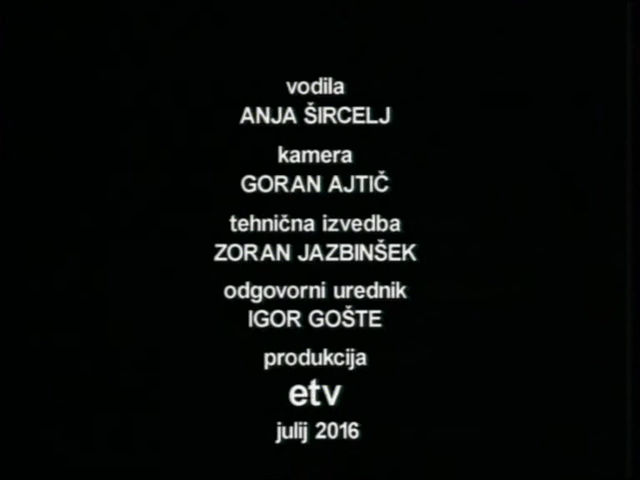 vodila
ANJA ŠIRCELJ
kamera
GORAN AJTIČ
tehnična izvedba
ZORAN JAZBINŠEK
odgovorni urednik
IGOR GOŠTE
produkcija
etv
julij 2016